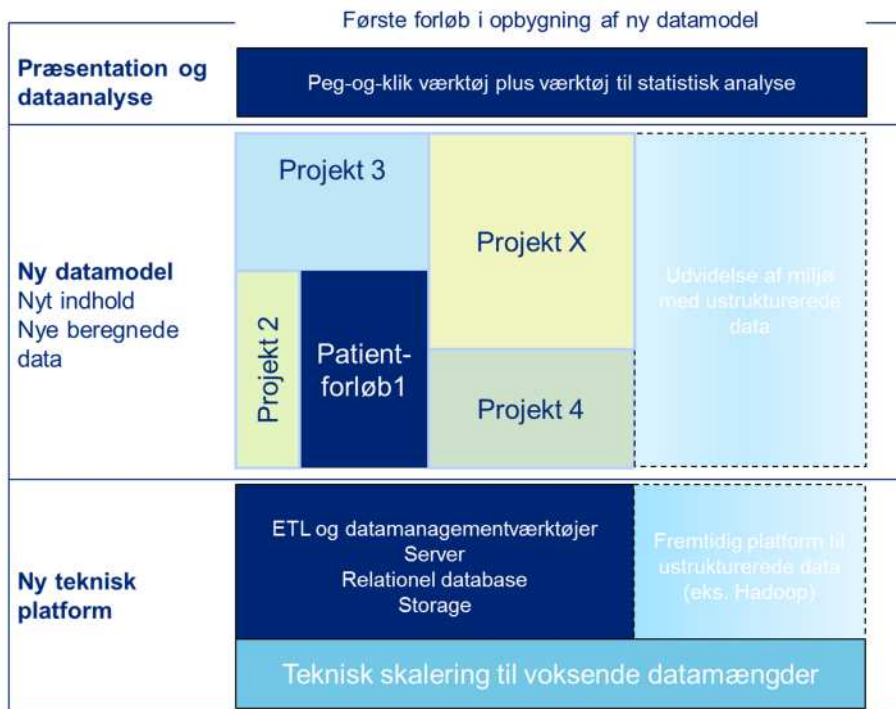 Første forløb i opbygning af ny datamodel
Præsentation og
dataanalyse
Peg-og-klik værktøj plus værktøj til statistisk analyse
Ny datamodel
Nyt indhold
Nye beregnede
data
Projekt 3
Projekt X
Projekt 2
Patient-
forløb1
Projekt 4
Udvidelse af miljø
med ustrukturerede
data
Ny teknisk
platform
ETL og datamanagementværktøjer
Server
Relationel database
Storage
Fremtidig platform til
ustrukturerede data
(eks. Hadoop)
Teknisk skalering til voksende datamængder